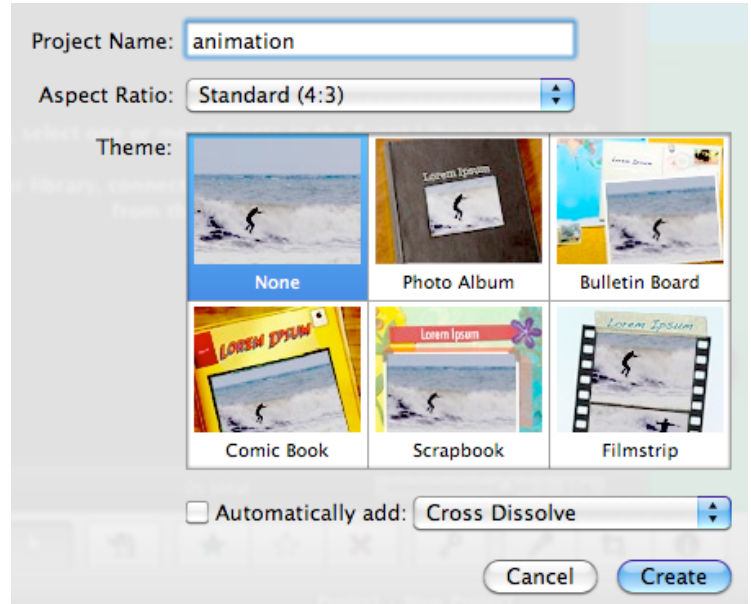 Project Name: animation
Aspect Ratio: Standard (4:3)
Theme:
Lorem Ipsum
Lorem Ipsum
None
Photo Album
Bulletin Board
LOREM IPSUM
Lorem Ipsum
Lorem Ipsum
Comic Book
Scrapbook
Filmstrip
Automatically add: Cross Dissolve
Cancel
Create